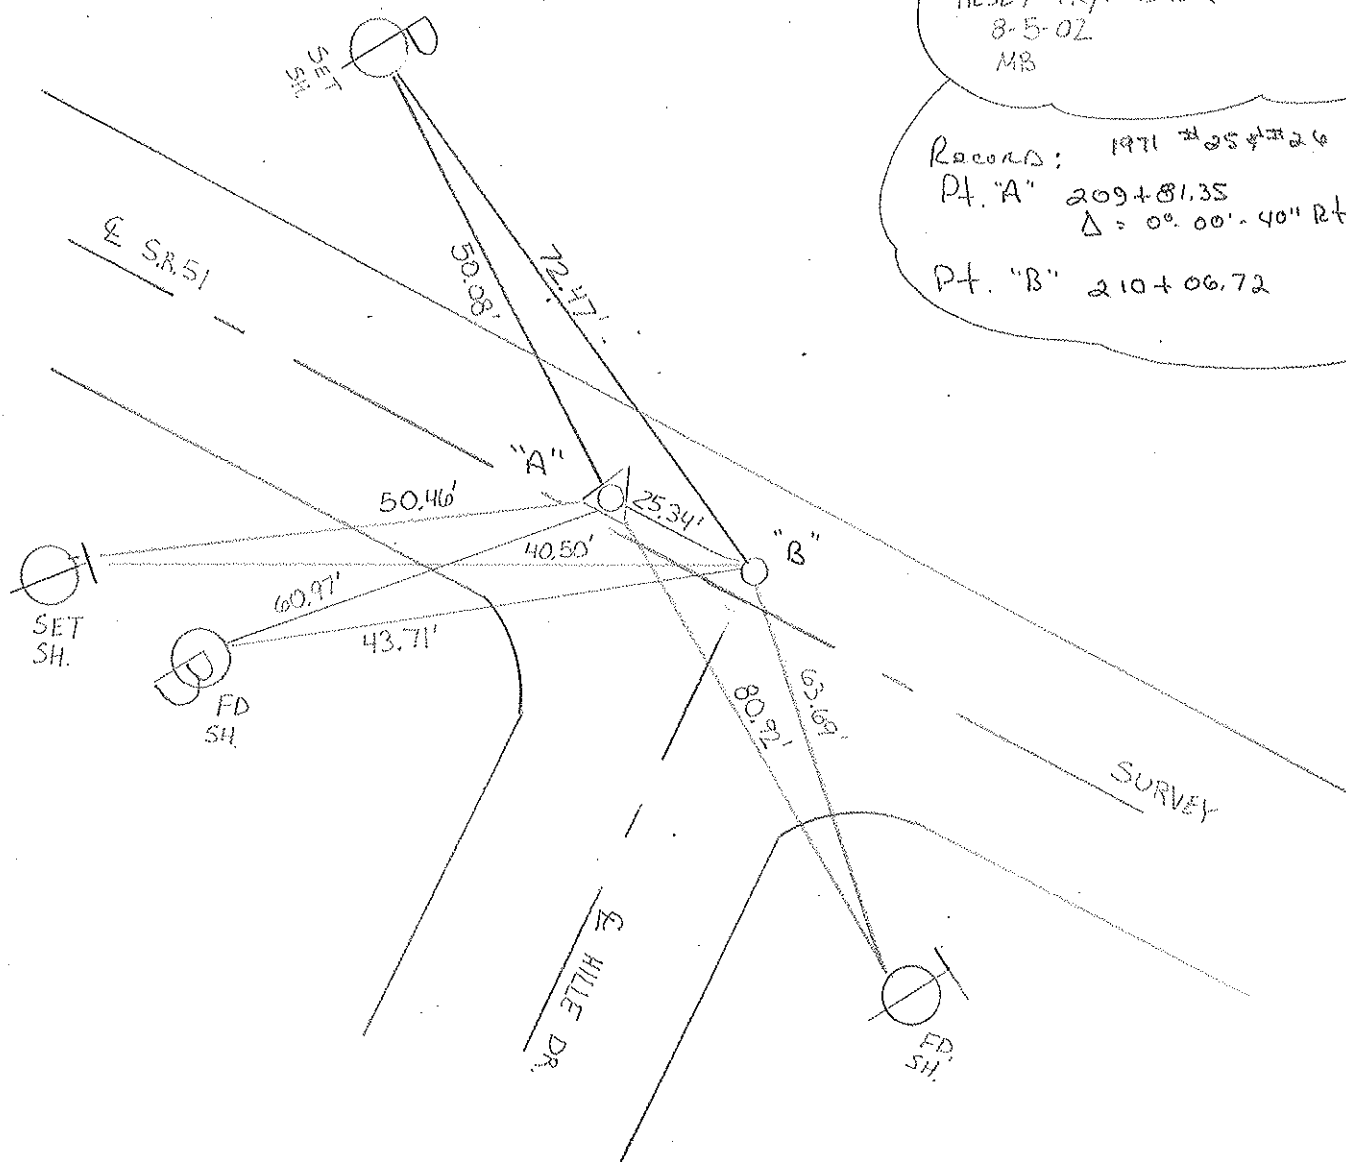 8-5-02
MB
Record: 1971 #25 & #26
Pt. "A" 209+81.35
Δ = 0°-00'-40" Rt
Pt. "B" 210+06.72
SET
SH.
℄ S.R. 51
50.08'
72.47'
"A"
50.46'
25.34'
"B"
40.50'
60.97'
43.71'
SET
SH.
FD
SH.
80.92'
63.69'
SURVEY
℄ HILLE DR.
FD.
SH.